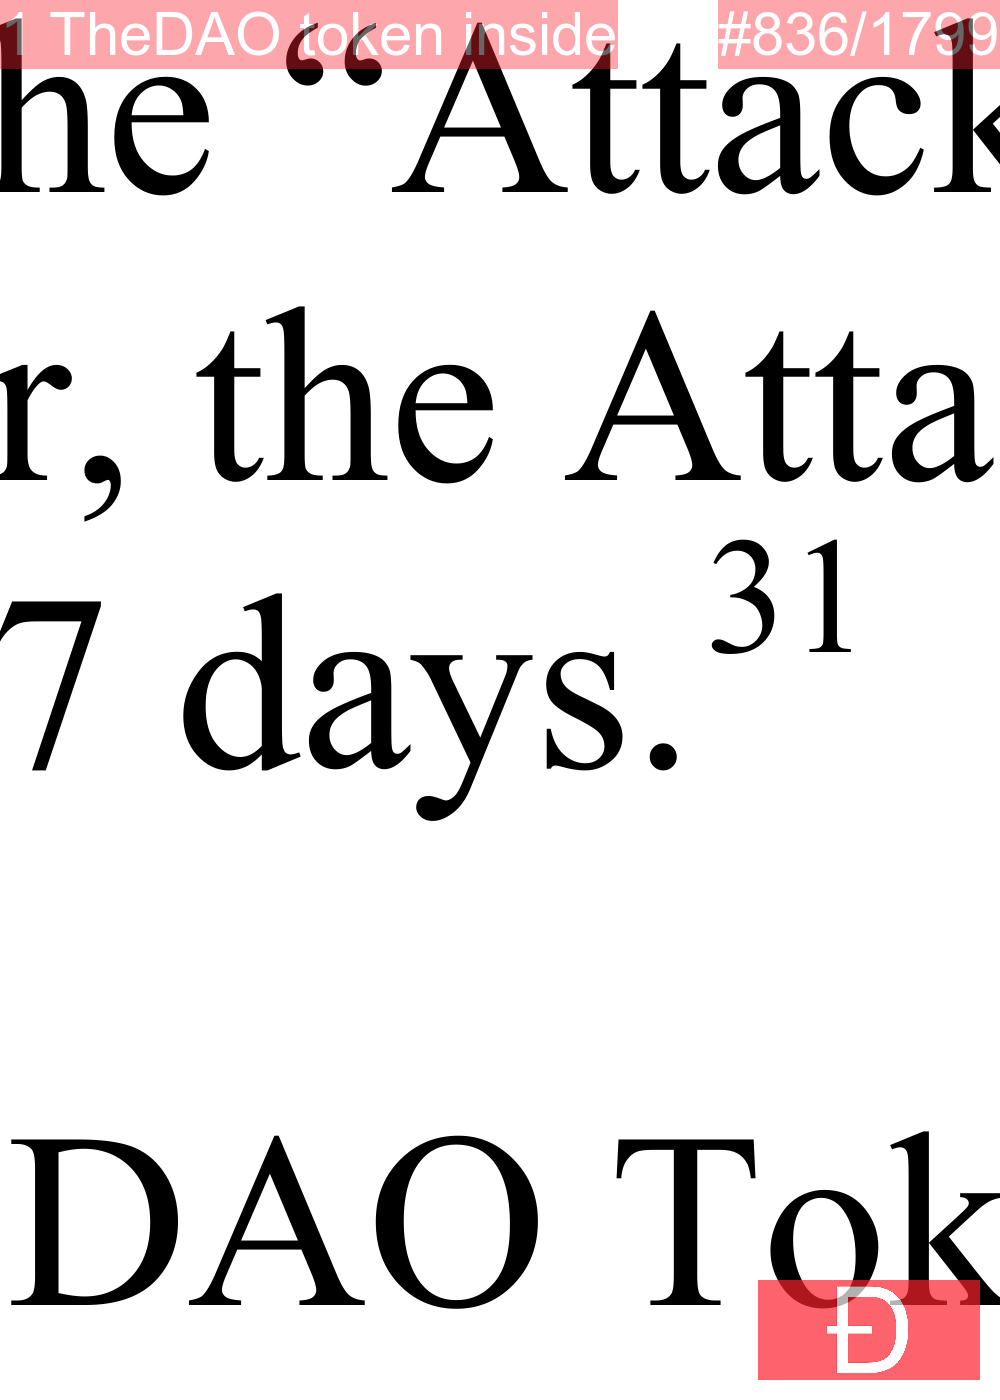 1 TheDAO token inside #836/1799
he “Attack
r, the Atta
7 days.31
DAO Tok
Đ